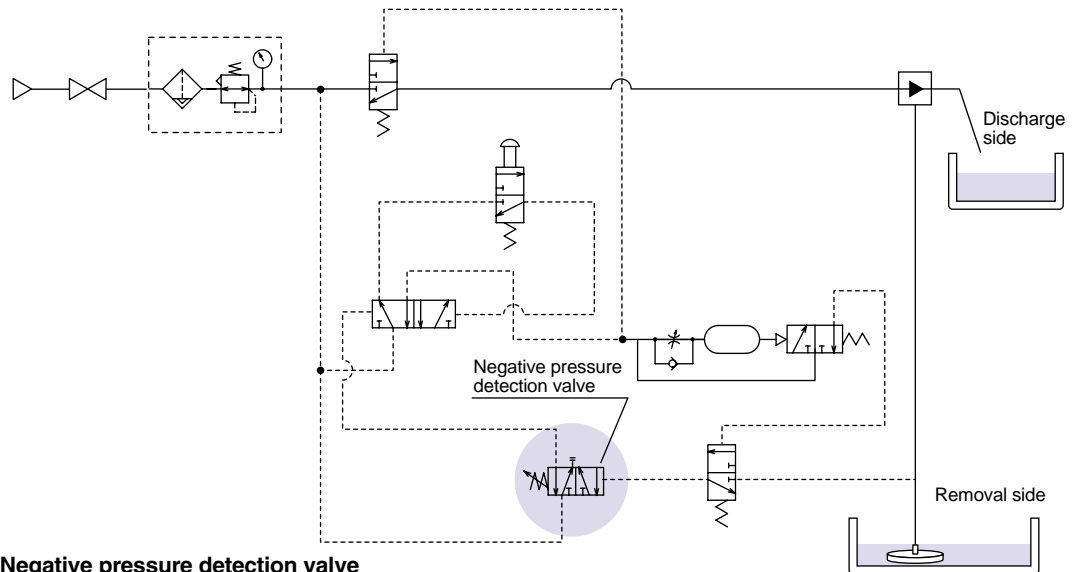 Discharge
side
Negative pressure
detection valve
Removal side
Negative pressure detection valve